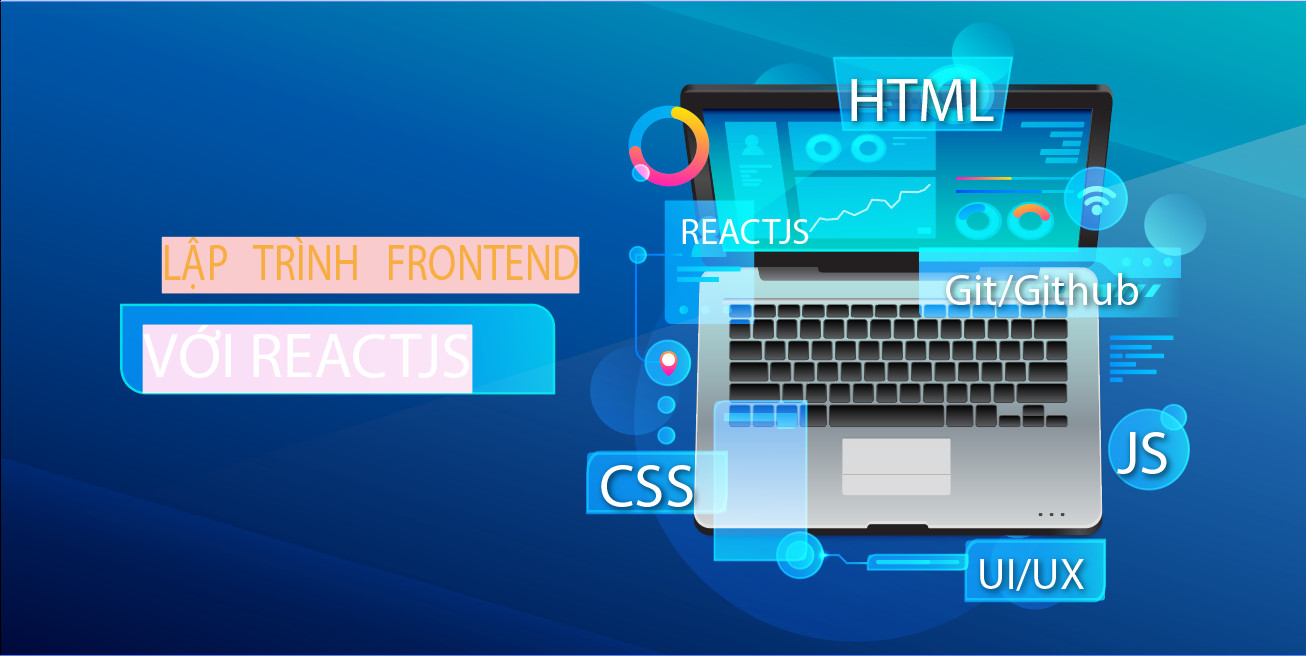 LẬP TRÌNH FRONTEND
VỚI REACTJS
HTML
REACTJS
Git/Github
JS
CSS
UI/UX